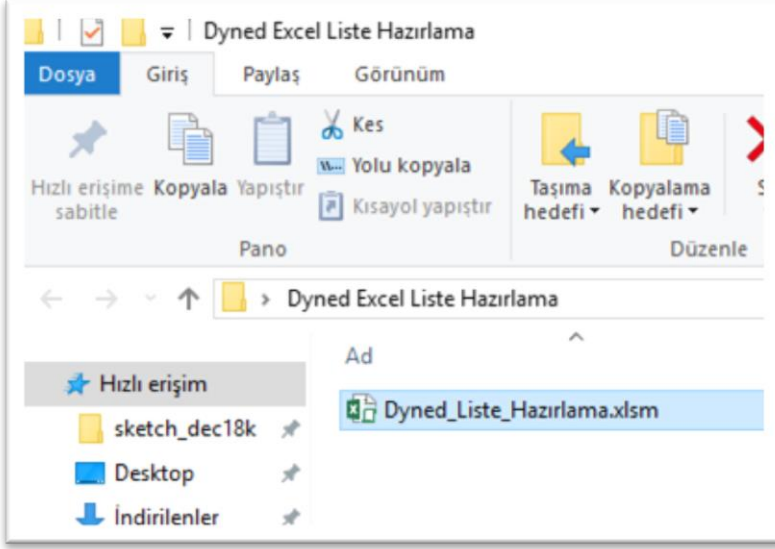 Dyned Excel Liste Hazırlama
Dosya Giriş Paylaş Görünüm
Hızlı erişime sabitle
Kopyala
Yapıştır
Kes
Yolu kopyala
Kısayol yapıştır
Taşıma hedefi
Kopyalama hedefi
Pano
Düzenle
Dyned Excel Liste Hazırlama
Ad
Hızlı erişim
Dyned_Liste_Hazırlama.xlsm
sketch_dec18k
Desktop
İndirilenler